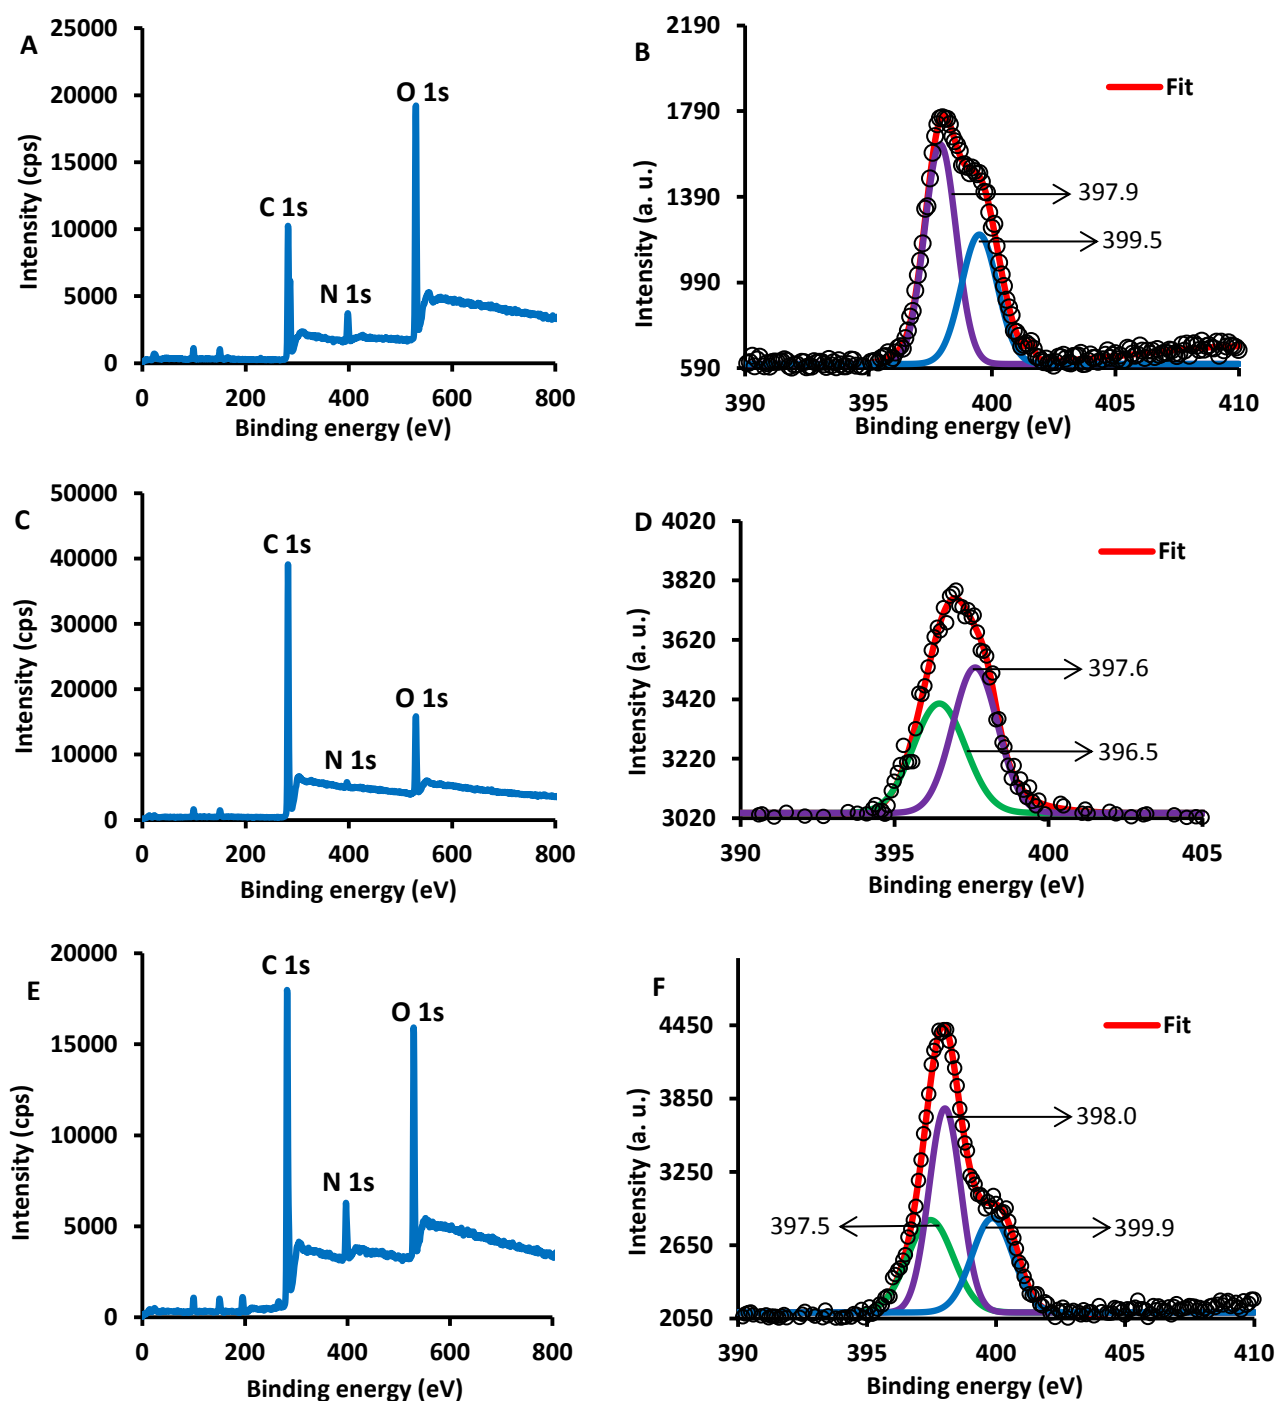 A
25000
20000
15000
10000
5000
0
Intensity (cps)
C 1s
N 1s
O 1s
0 200 400 600 800
Binding energy (eV)
B
2190
1790
1390
990
590
Intensity (a. u.)
Fit
397.9
399.5
390 395 400 405 410
Binding energy (eV)
C
50000
40000
30000
20000
10000
0
Intensity (cps)
C 1s
N 1s
O 1s
0 200 400 600 800
Binding energy (eV)
D
4020
3820
3620
3420
3220
3020
Intensity (a. u.)
Fit
397.6
396.5
390 395 400 405
Binding energy (eV)
E
20000
15000
10000
5000
0
Intensity (cps)
C 1s
N 1s
O 1s
0 200 400 600 800
Binding energy (eV)
F
4450
3850
3250
2650
2050
Intensity (a. u.)
Fit
398.0
397.5
399.9
390 395 400 405 410
Binding energy (eV)